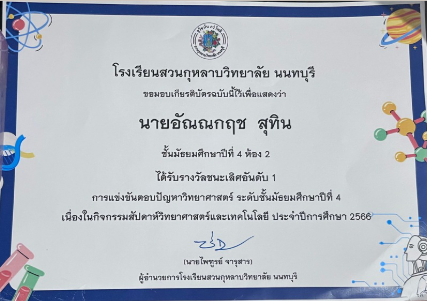 โรงเรียนสวนกุหลาบวิทยาลัย นนทบุรี
ขอมอบเกียรติบัตรฉบับนี้ไว้เพื่อแสดงว่า
นายอัณณกฤช สุทิน
ชั้นมัธยมศึกษาปีที่ 4 ห้อง 2
ได้รับรางวัลชนะเลิศอันดับ 1
การแข่งขันตอบปัญหาวิทยาศาสตร์ ระดับชั้นมัธยมศึกษาปีที่ 4
เนื่องในกิจกรรมสัปดาห์วิทยาศาสตร์และเทคโนโลยี ประจำปีการศึกษา 2566
(นายไพฑูรย์ จารุสาร)
ผู้อำนวยการโรงเรียนสวนกุหลาบวิทยาลัย นนทบุรี